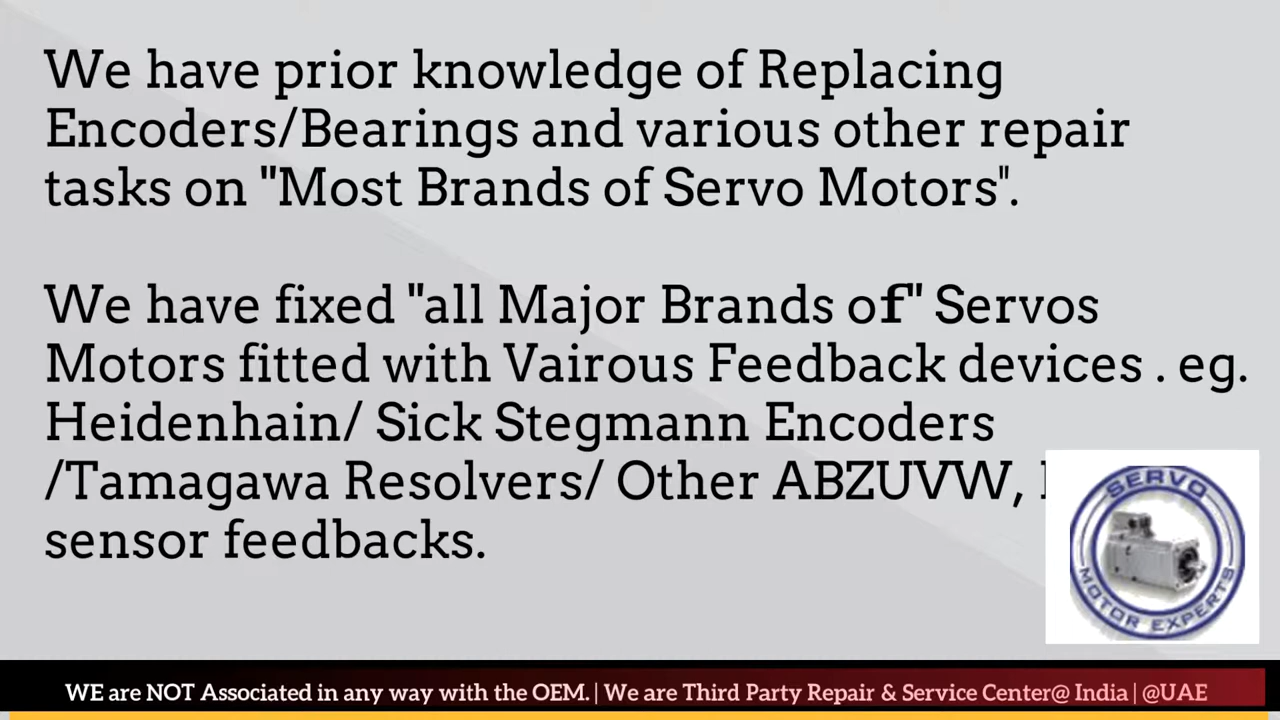 We have prior knowledge of Replacing
Encoders/Bearings and various other repair
tasks on "Most Brands of Servo Motors".
We have fixed "all Major Brands of" Servos
Motors fitted with Vairous Feedback devices . eg.
Heidenhain/ Sick Stegmann Encoders
/Tamagawa Resolvers/ Other ABZUVW,
sensor feedbacks.
SERVO
MOTOR EXPERTS
WE are NOT Associated in any way with the OEM. | We are Third Party Repair & Service Center@ India | @UAE